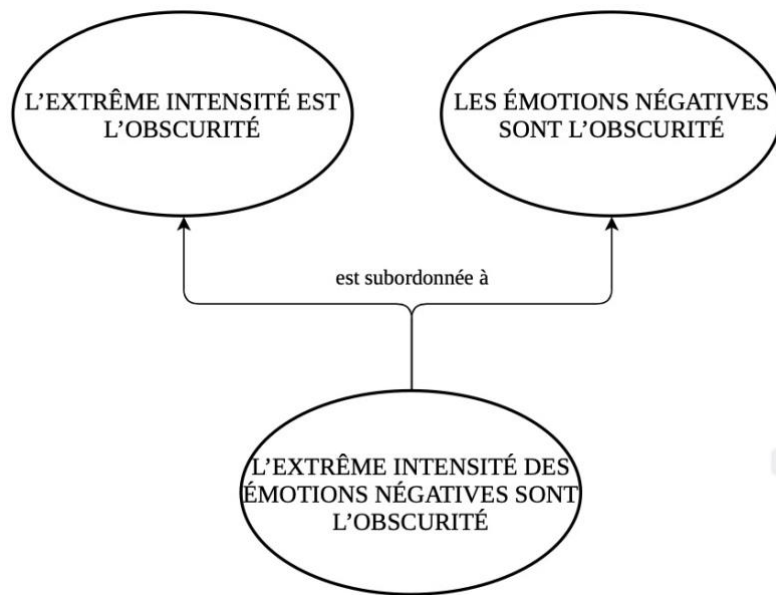 L’EXTRÊME INTENSITÉ EST
L’OBSCURITÉ
LES ÉMOTIONS NÉGATIVES
SONT L’OBSCURITÉ
est subordonnée à
L’EXTRÊME INTENSITÉ DES
ÉMOTIONS NÉGATIVES SONT
L’OBSCURITÉ